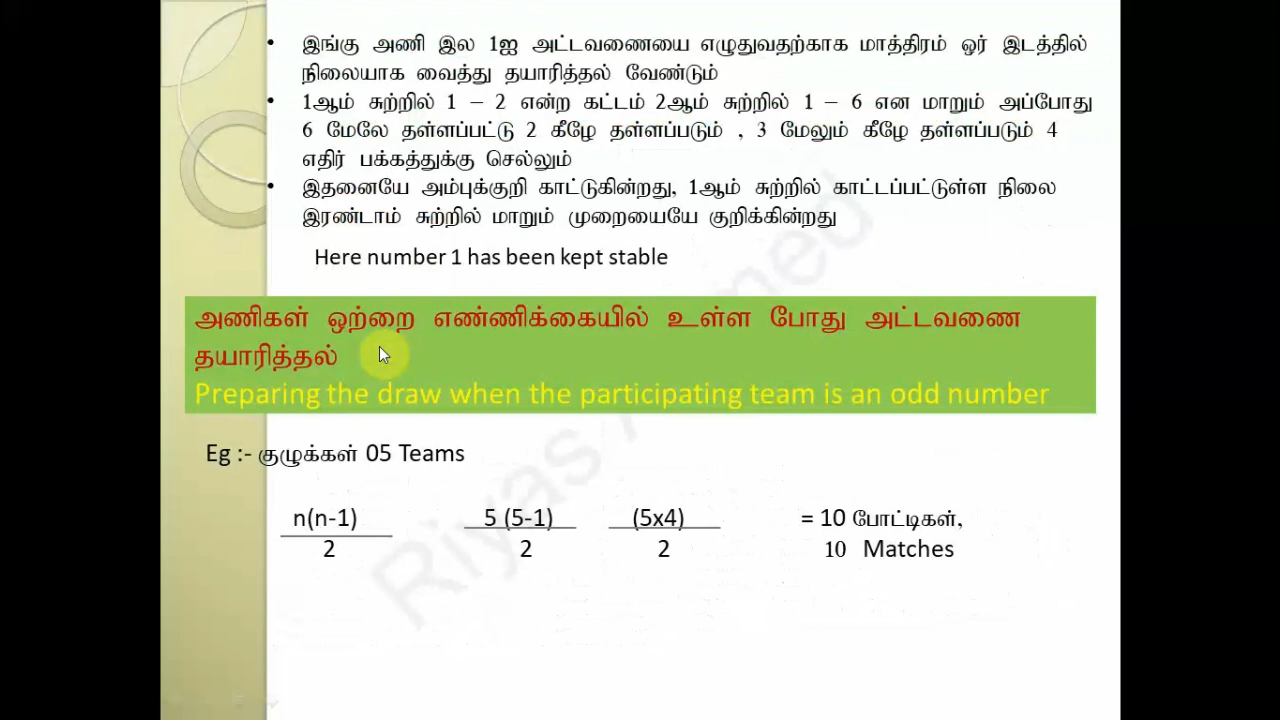 • இங்கு அணி இல 1ஐ அட்டவணையை எழுதுவதற்காக மாத்திரம் ஓர் இடத்தில்
நிலையாக வைத்து தயாரித்தல் வேண்டும்
• 1ஆம் சுற்றில் 1 – 2 என்ற கட்டம் 2ஆம் சுற்றில் 1 – 6 என மாறும் அப்போது
6 மேலே தள்ளப்பட்டு 2 கீழே தள்ளப்படும் , 3 மேலும் கீழே தள்ளப்படும் 4
எதிர் பக்கத்துக்கு செல்லும்
• இதனையே அம்புக்குறி காட்டுகின்றது, 1ஆம் சுற்றில் காட்டப்பட்டுள்ள நிலை
இரண்டாம் சுற்றில் மாறும் முறையையே குறிக்கின்றது
Here number 1 has been kept stable
அணிகள் ஒற்றை எண்ணிக்கையில் உள்ள போது அட்டவணை
தயாரித்தல்
Preparing the draw when the participating team is an odd number
Eg :- குழுக்கள் 05 Teams
n(n-1) 5 (5-1) (5x4) = 10 போட்டிகள்,
2 2 2 10 Matches